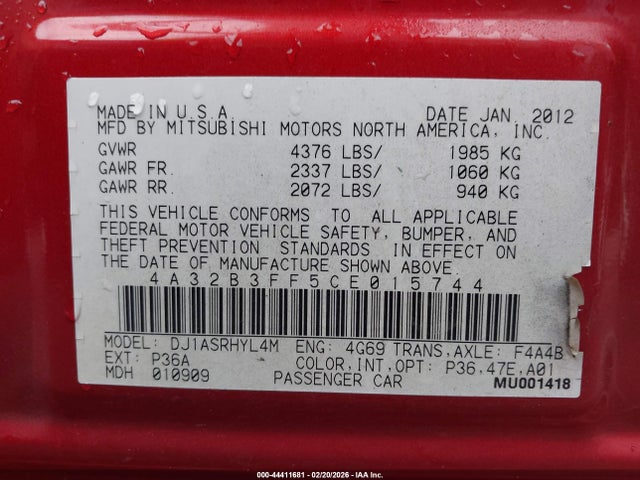 MADE IN U.S.A. DATE JAN. 2012
MFD BY MITSUBISHI MOTORS NORTH AMERICA, INC.
GVWR 4376 LBS/ 1985 KG
GAWR FR. 2337 LBS/ 1060 KG
GAWR RR. 2072 LBS/ 940 KG
THIS VEHICLE CONFORMS TO ALL APPLICABLE
FEDERAL MOTOR VEHICLE SAFETY, BUMPER, AND
THEFT PREVENTION STANDARDS IN EFFECT ON
THE DATE OF MANUFACTURE SHOWN ABOVE.
4A32B3FF5CE015744
MODEL: DJ1ASRHYL4M ENG: 4G69 TRANS,AXLE: F4A4B
EXT: P36A COLOR,INT,OPT: P36,47E,A01
MDH 010909 PASSENGER CAR MU001418
000-44411681 - 02/20/2026 - IAA Inc.